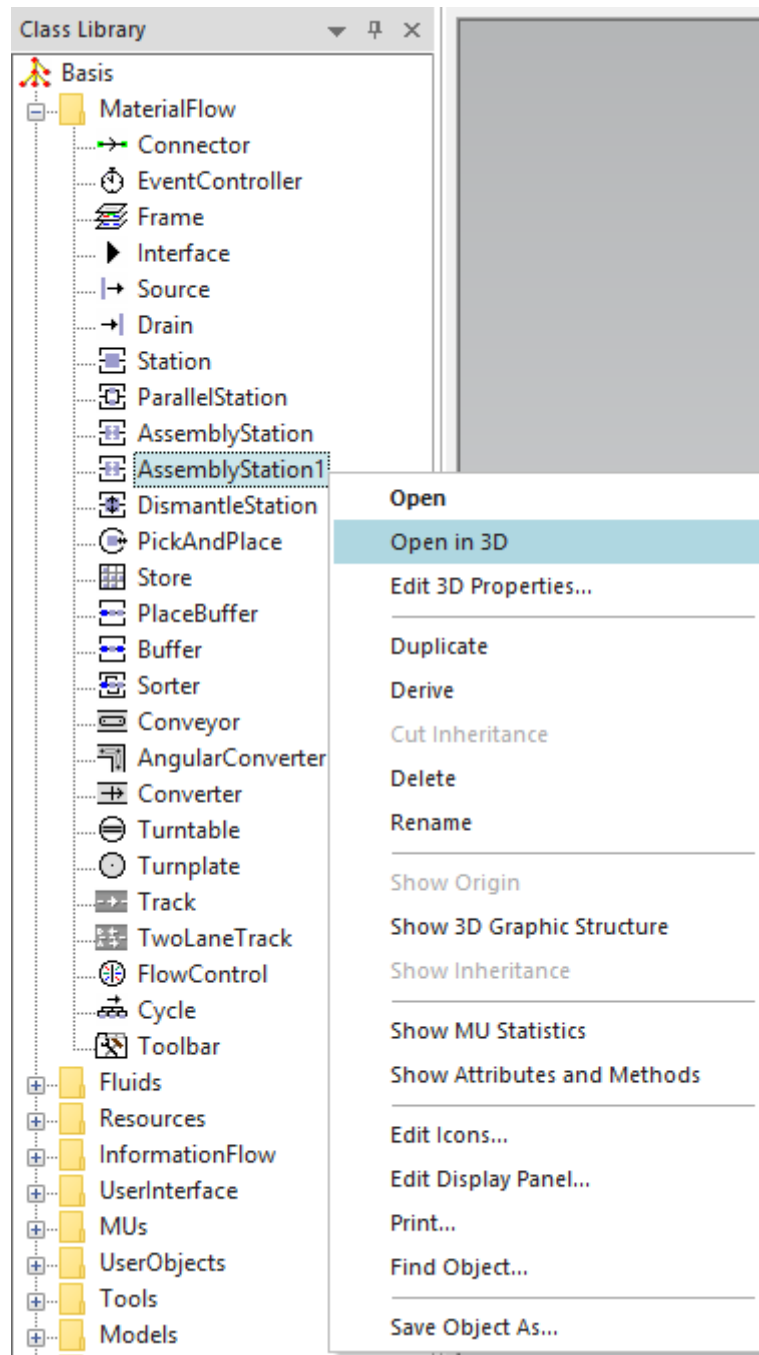 Class Library
Basis
MaterialFlow
Connector
EventController
Frame
Interface
Source
Drain
Station
ParallelStation
AssemblyStation
AssemblyStation1
DismantleStation
PickAndPlace
Store
PlaceBuffer
Buffer
Sorter
Conveyor
AngularConverter
Converter
Turntable
Turnplate
Track
TwoLaneTrack
FlowControl
Cycle
Toolbar
Fluids
Resources
InformationFlow
UserInterface
MUs
UserObjects
Tools
Models
Open
Open in 3D
Edit 3D Properties...
Duplicate
Derive
Cut Inheritance
Delete
Rename
Show Origin
Show 3D Graphic Structure
Show Inheritance
Show MU Statistics
Show Attributes and Methods
Edit Icons...
Edit Display Panel...
Print...
Find Object...
Save Object As...